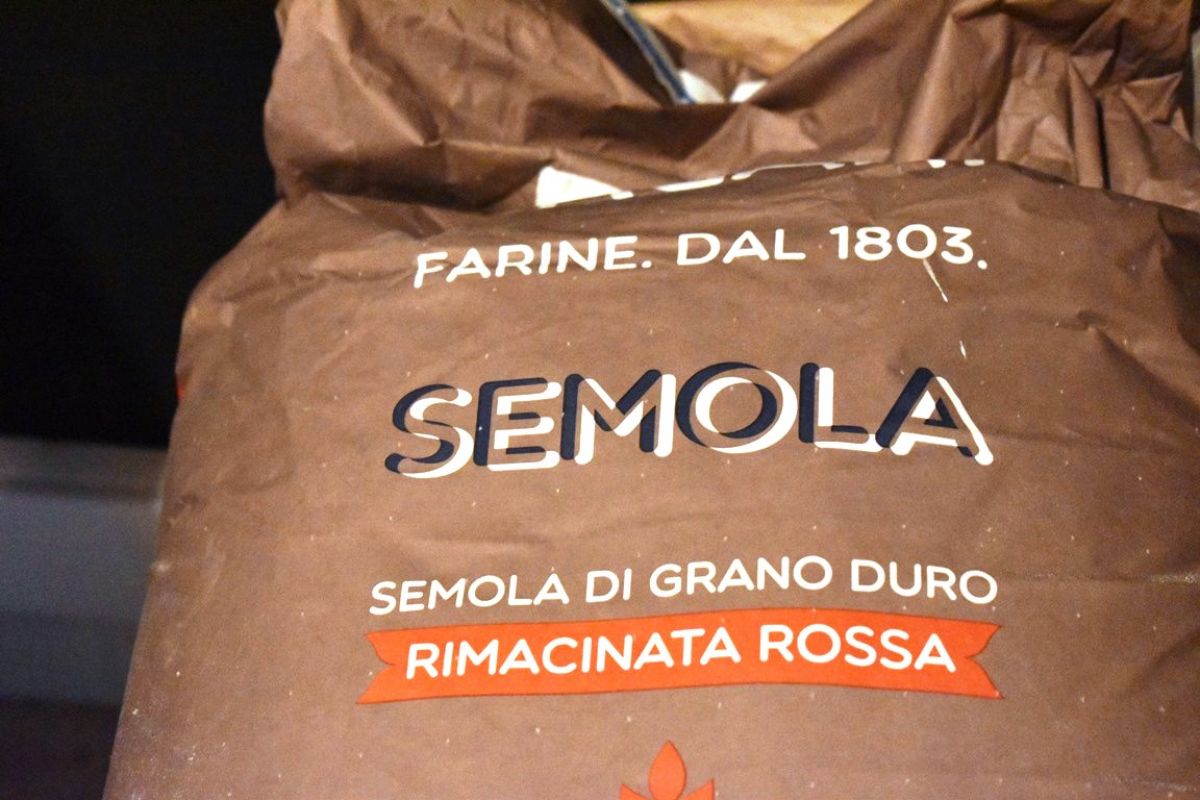 FARINE. DAL 1803.
SEMOLA
SEMOLA DI GRANO DURO
RIMACINATA ROSSA